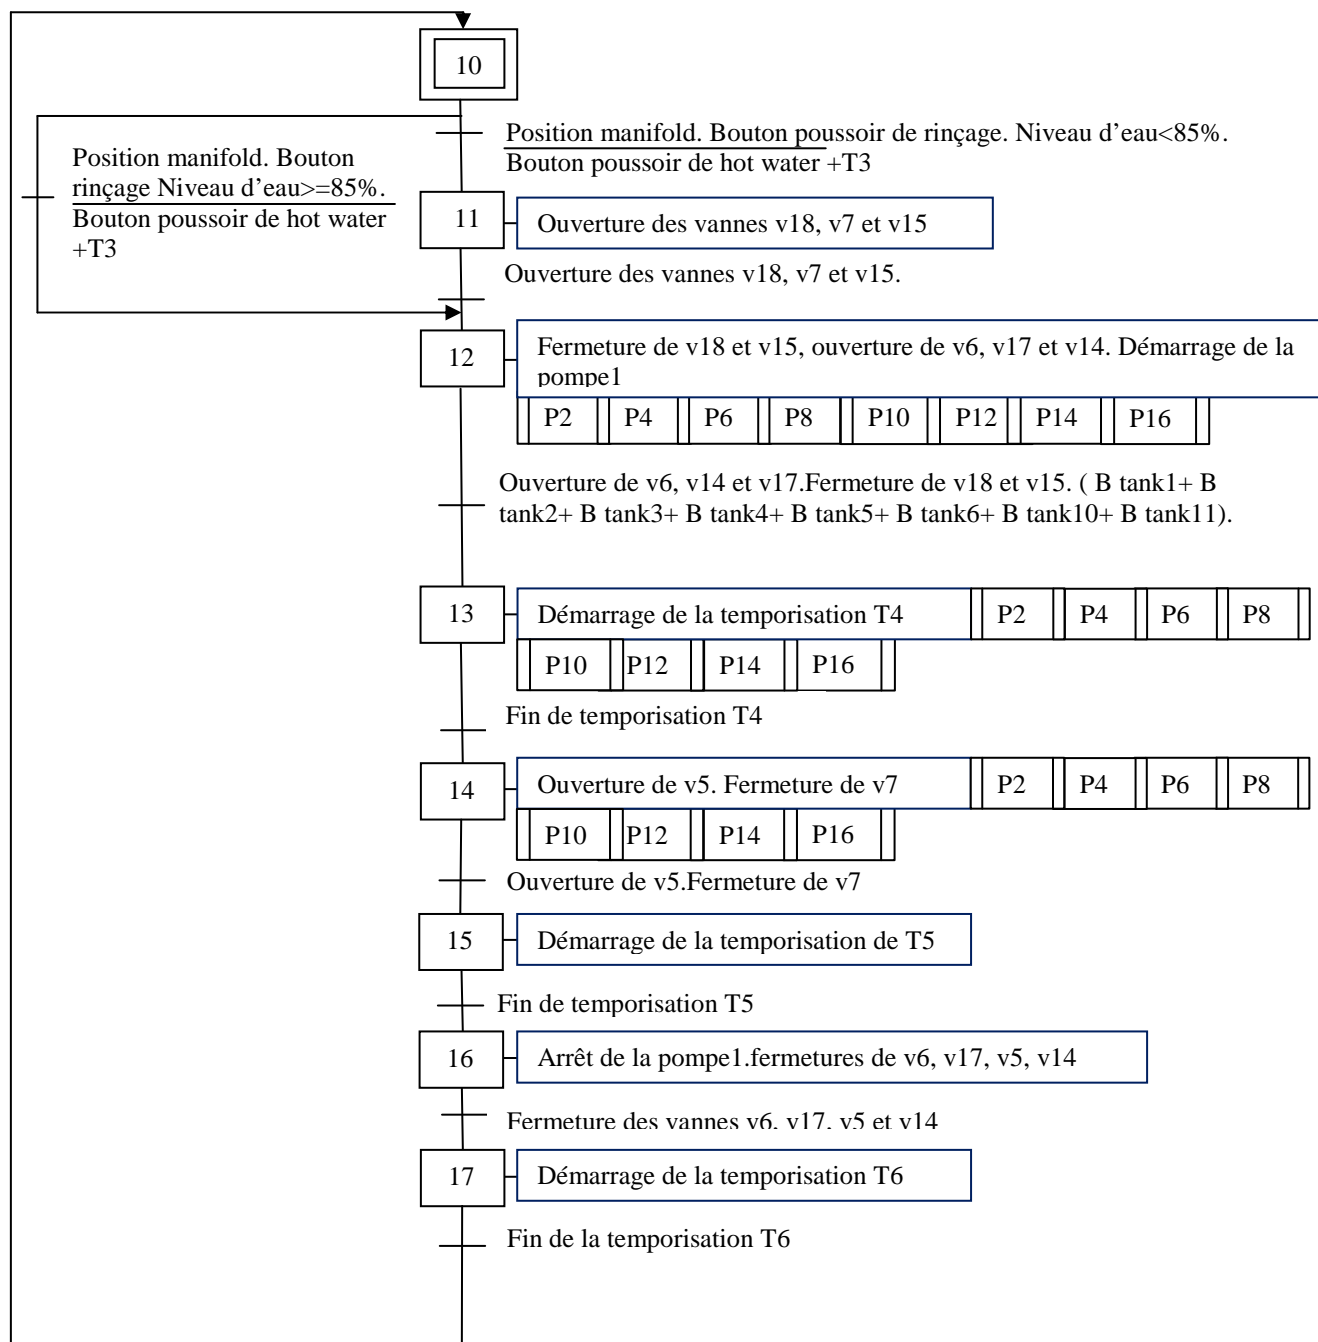 10
Position manifold. Bouton poussoir de rinçage. Niveau d'eau<85%.
Bouton poussoir de hot water +T3
Position manifold. Bouton
rinçage Niveau d'eau>=85%.
Bouton poussoir de hot water
+T3
11
Ouverture des vannes v18, v7 et v15
Ouverture des vannes v18, v7 et v15.
12
Fermeture de v18 et v15, ouverture de v6, v17 et v14. Démarrage de la
pompe1
P2 P4 P6 P8 P10 P12 P14 P16
Ouverture de v6, v14 et v17.Fermeture de v18 et v15. ( B tank1+ B
tank2+ B tank3+ B tank4+ B tank5+ B tank6+ B tank10+ B tank11).
13
Démarrage de la temporisation T4 P2 P4 P6 P8
P10 P12 P14 P16
Fin de temporisation T4
14
Ouverture de v5. Fermeture de v7 P2 P4 P6 P8
P10 P12 P14 P16
Ouverture de v5.Fermeture de v7
15
Démarrage de la temporisation de T5
Fin de temporisation T5
16
Arrêt de la pompe1.fermetures de v6, v17, v5, v14
Fermeture des vannes v6, v17, v5 et v14
17
Démarrage de la temporisation T6
Fin de la temporisation T6